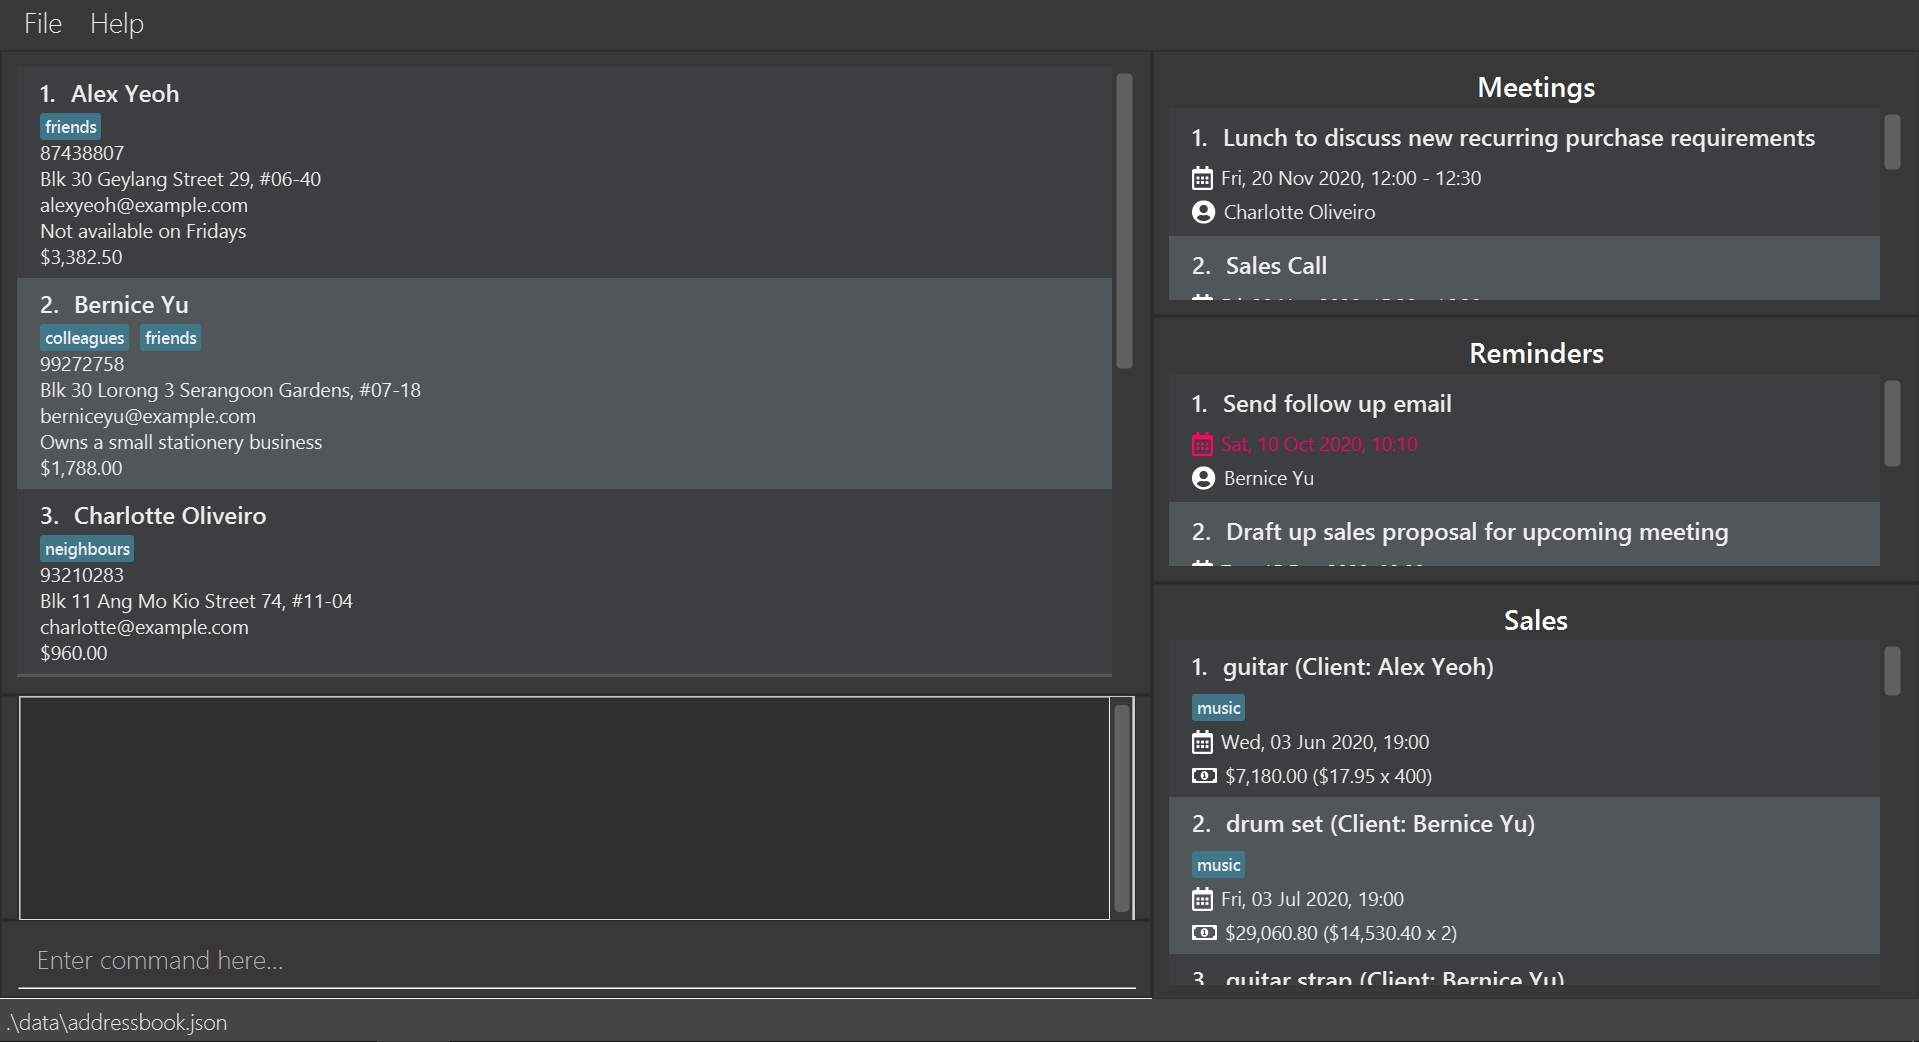 File Help
1. Alex Yeoh
friends
87438807
Blk 30 Geylang Street 29, #06-40
alexyeoh@example.com
Not available on Fridays
$3,382.50
2. Bernice Yu
colleagues friends
99272758
Blk 30 Lorong 3 Serangoon Gardens, #07-18
berniceyu@example.com
Owns a small stationery business
$1,788.00
3. Charlotte Oliveiro
neighbours
93210283
Blk 11 Ang Mo Kio Street 74, #11-04
charlotte@example.com
$960.00
Enter command here...
.\data\addressbook.json
Meetings
1. Lunch to discuss new recurring purchase requirements
Fri, 20 Nov 2020, 12:00 - 12:30
Charlotte Oliveiro
2. Sales Call
Reminders
1. Send follow up email
Sat, 10 Oct 2020, 10:10
Bernice Yu
2. Draft up sales proposal for upcoming meeting
Sales
1. guitar (Client: Alex Yeoh)
music
Wed, 03 Jun 2020, 19:00
$7,180.00 ($17.95 x 400)
2. drum set (Client: Bernice Yu)
music
Fri, 03 Jul 2020, 19:00
$29,060.80 ($14,530.40 x 2)
3. guitar strap (Client: Bernice Yu)